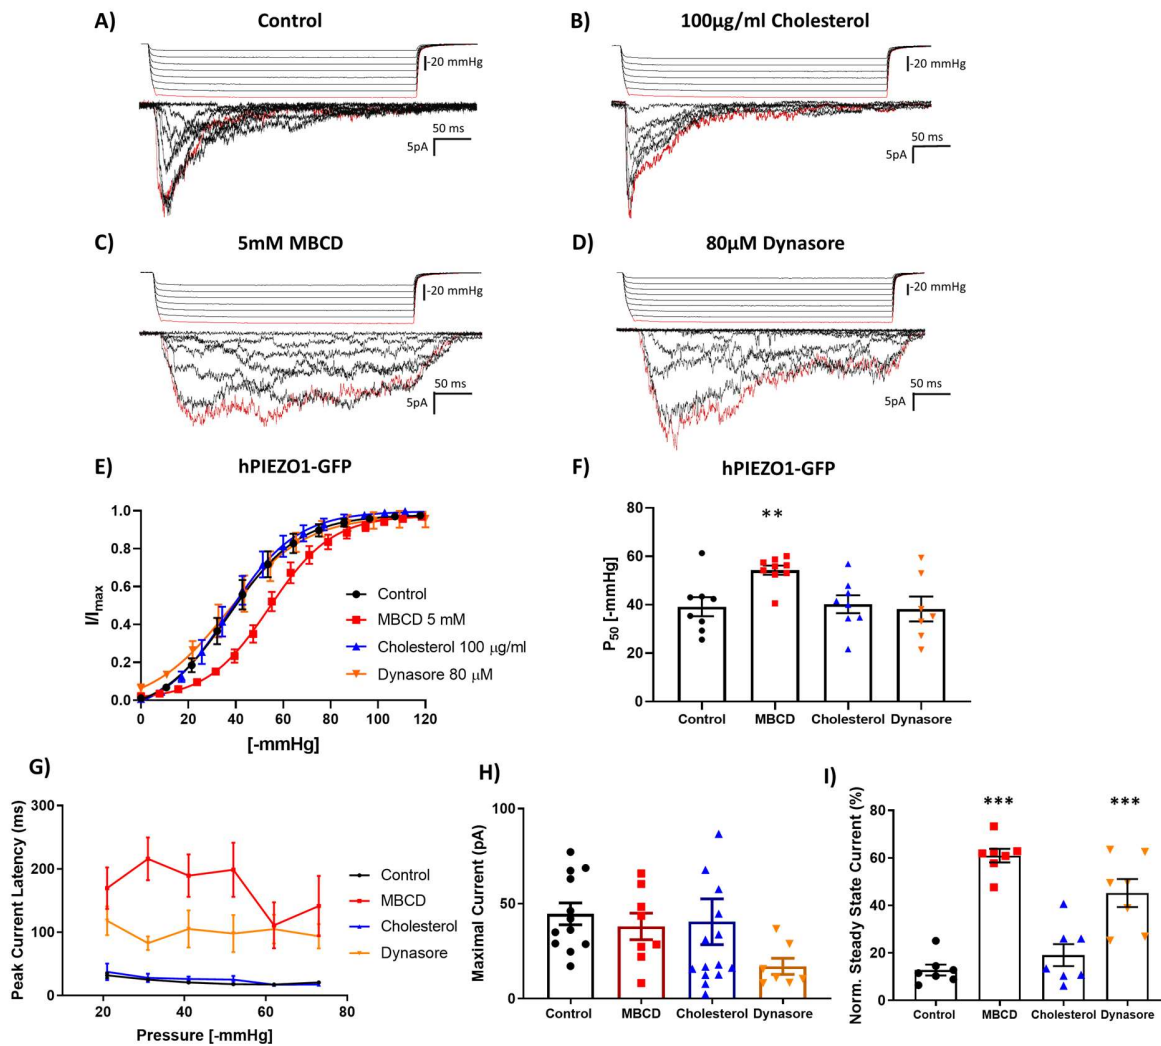 A) Control
-20 mmHg
50 ms
5pA
B) 100µg/ml Cholesterol
-20 mmHg
50 ms
5pA
C) 5mM MBCD
-20 mmHg
50 ms
5pA
D) 80µM Dynasore
-20 mmHg
50 ms
5pA
E) hPIEZO1-GFP
I/Imax
1.0
0.8
0.6
0.4
0.2
0.0
0 20 40 60 80 100 120
[-mmHg]
Control
MBCD 5 mM
Cholesterol 100 µg/ml
Dynasore 80 µM
F) hPIEZO1-GFP
P50 [-mmHg]
80
60
40
20
0
**
Control MBCD Cholesterol Dynasore
G)
Peak Current Latency (ms)
300
200
100
0
20 40 60 80
Pressure [-mmHg]
Control
MBCD
Cholesterol
Dynasore
H)
Maximal Current (pA)
100
50
0
Control MBCD Cholesterol Dynasore
I)
Norm. Steady State Current (%)
80
60
40
20
0
*** ***
Control MBCD Cholesterol Dynasore